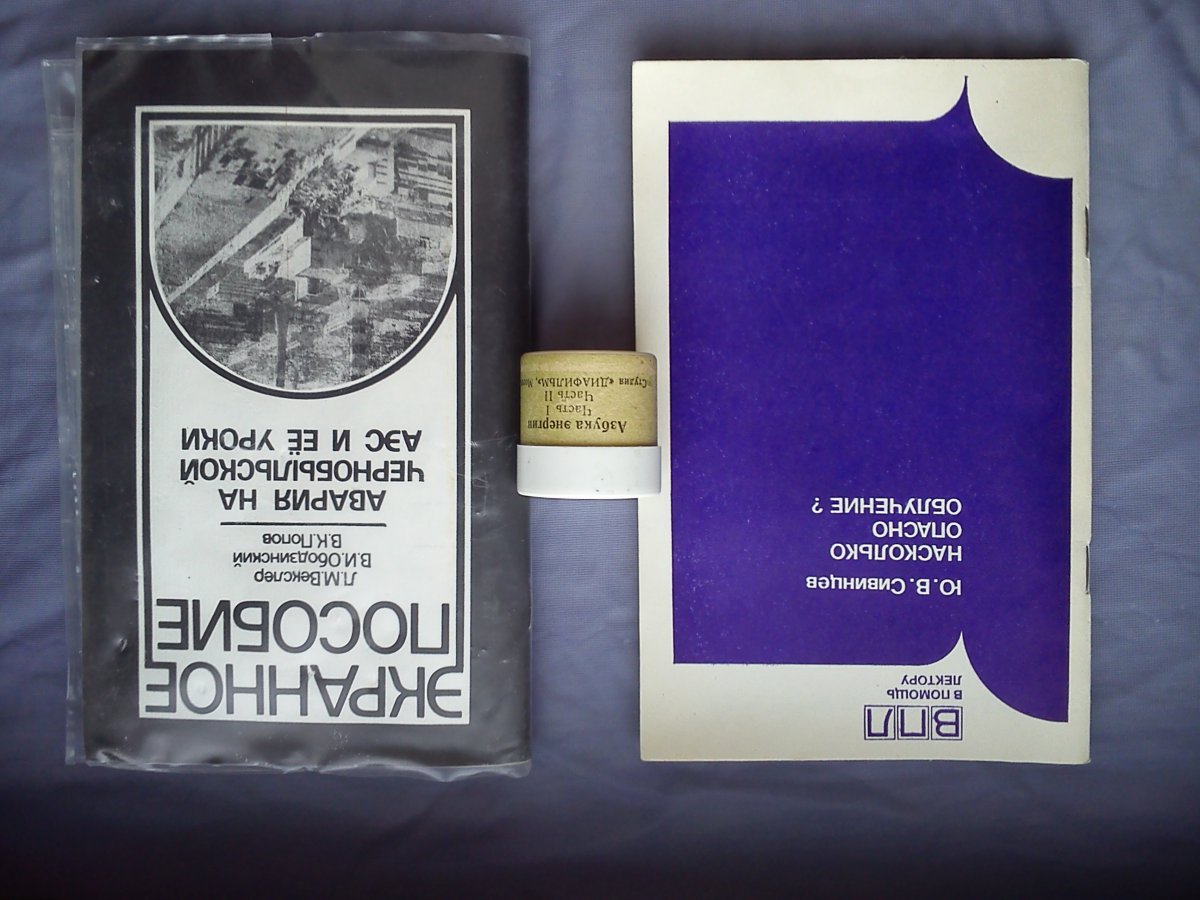 ЭКРАННОЕ
ПОСОБИЕ
Л.М.Векслер
В.И.Ободзинский
В.К.Попов
АВАРИЯ НА
ЧЕРНОБЫЛЬСКОЙ
АЭС И ЕЁ УРОКИ
Азбука энергии
Часть I
Часть II
Студия «ДИАФИЛЬМ»,
ВПЛ
В ПОМОЩЬ
ЛЕКТОРУ
Ю. В. Сивинцев
НАСКОЛЬКО
ОПАСНО
ОБЛУЧЕНИЕ ?